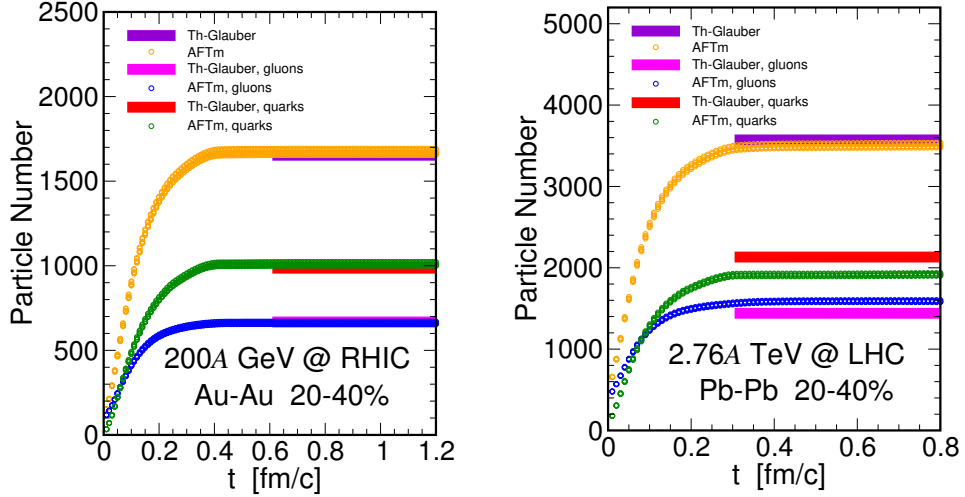 2500
2000
1500
1000
500
0
Particle Number
Th-Glauber
AFTm
Th-Glauber, gluons
AFTm, gluons
Th-Glauber, quarks
AFTm, quarks
200A GeV @ RHIC
Au-Au 20-40%
0 0.2 0.4 0.6 0.8 1.0 1.2
t [fm/c]
5000
4000
3000
2000
1000
0
Particle Number
Th-Glauber
AFTm
Th-Glauber, gluons
AFTm, gluons
Th-Glauber, quarks
AFTm, quarks
2.76A TeV @ LHC
Pb-Pb 20-40%
0 0.2 0.4 0.6 0.8
t [fm/c]